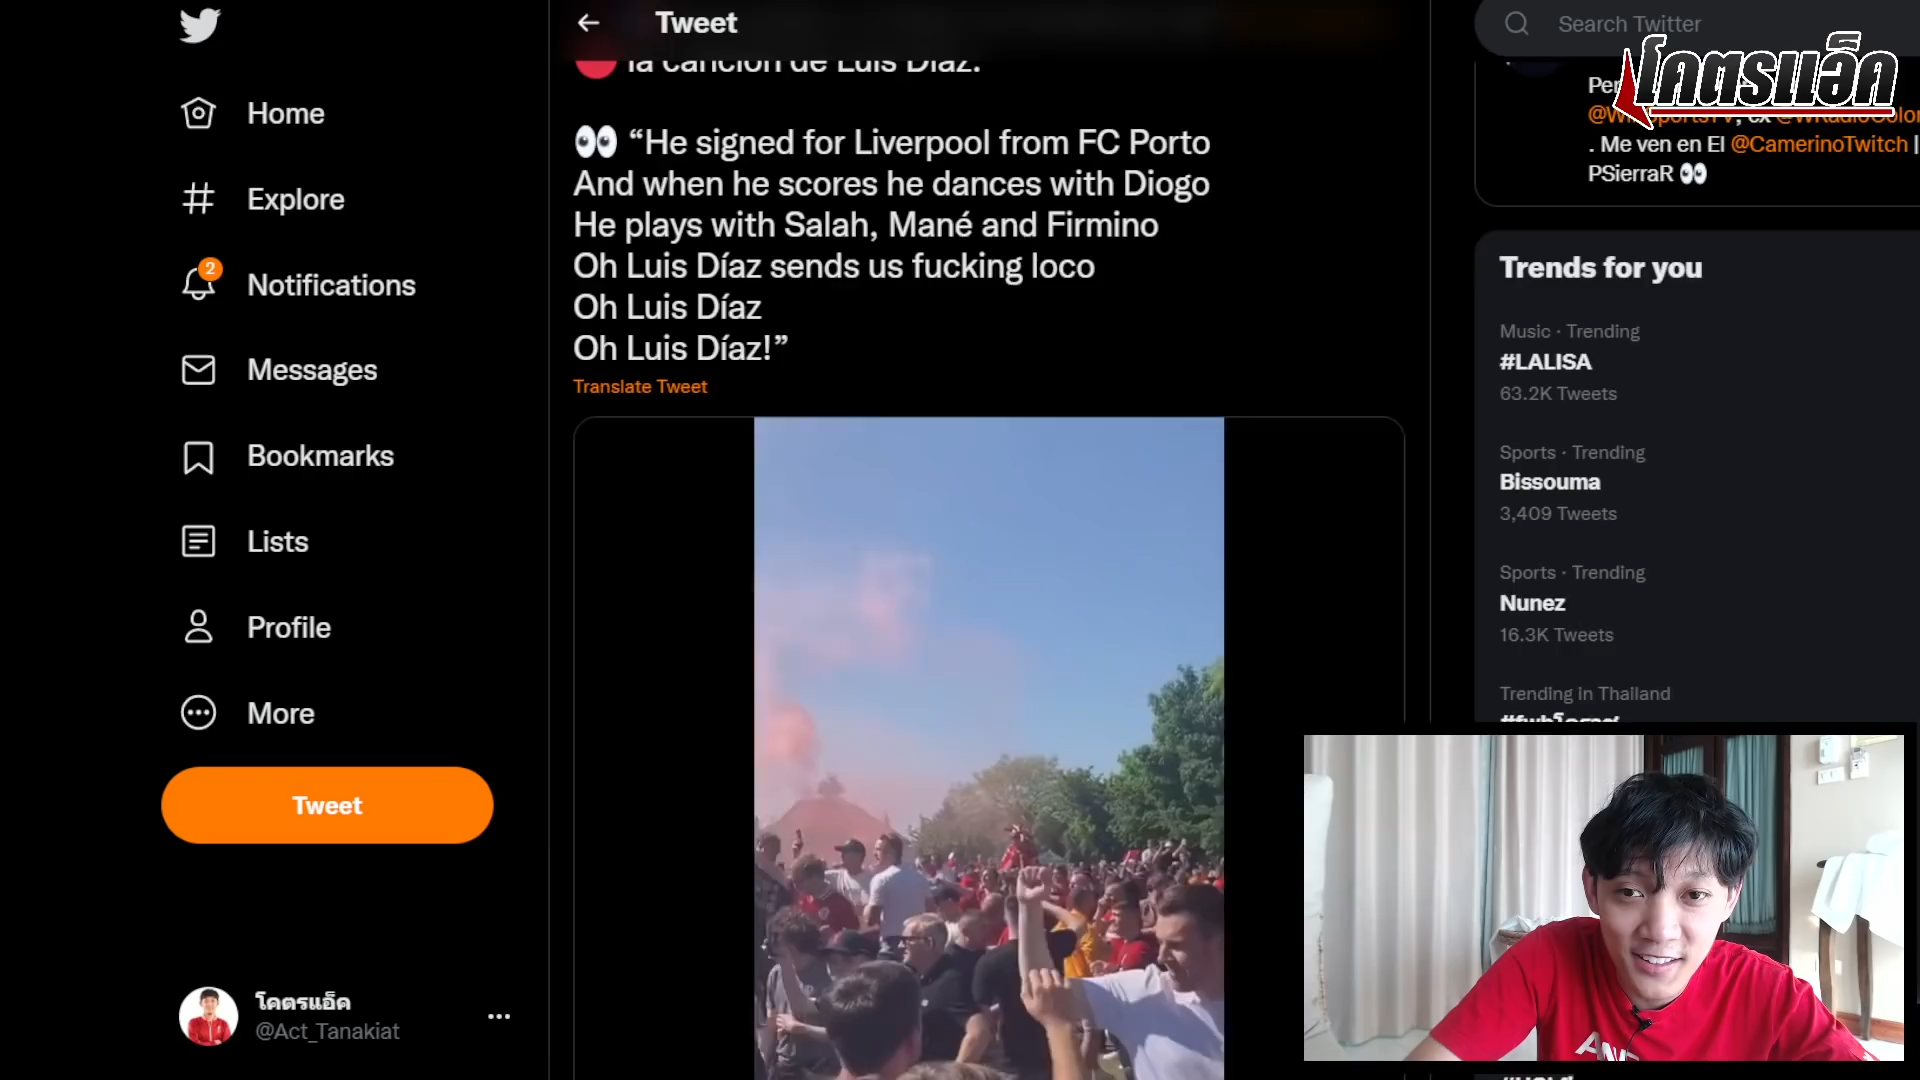 Tweet
Search Twitter
โคตรแอ็ค
la canción de Luis Díaz.
Home
Explore
2
Notifications
Messages
Bookmarks
Lists
Profile
More
Tweet
โคตรแอ็ค
@Act_Tanakiat
👀 “He signed for Liverpool from FC Porto
And when he scores he dances with Diogo
He plays with Salah, Mané and Firmino
Oh Luis Díaz sends us fucking loco
Oh Luis Díaz
Oh Luis Díaz!”
Translate Tweet
. Me ven en El @CamerinoTwitch |
PSierraR 👀
Trends for you
Music · Trending
#LALISA
63.2K Tweets
Sports · Trending
Bissouma
3,409 Tweets
Sports · Trending
Nunez
16.3K Tweets
Trending in Thailand